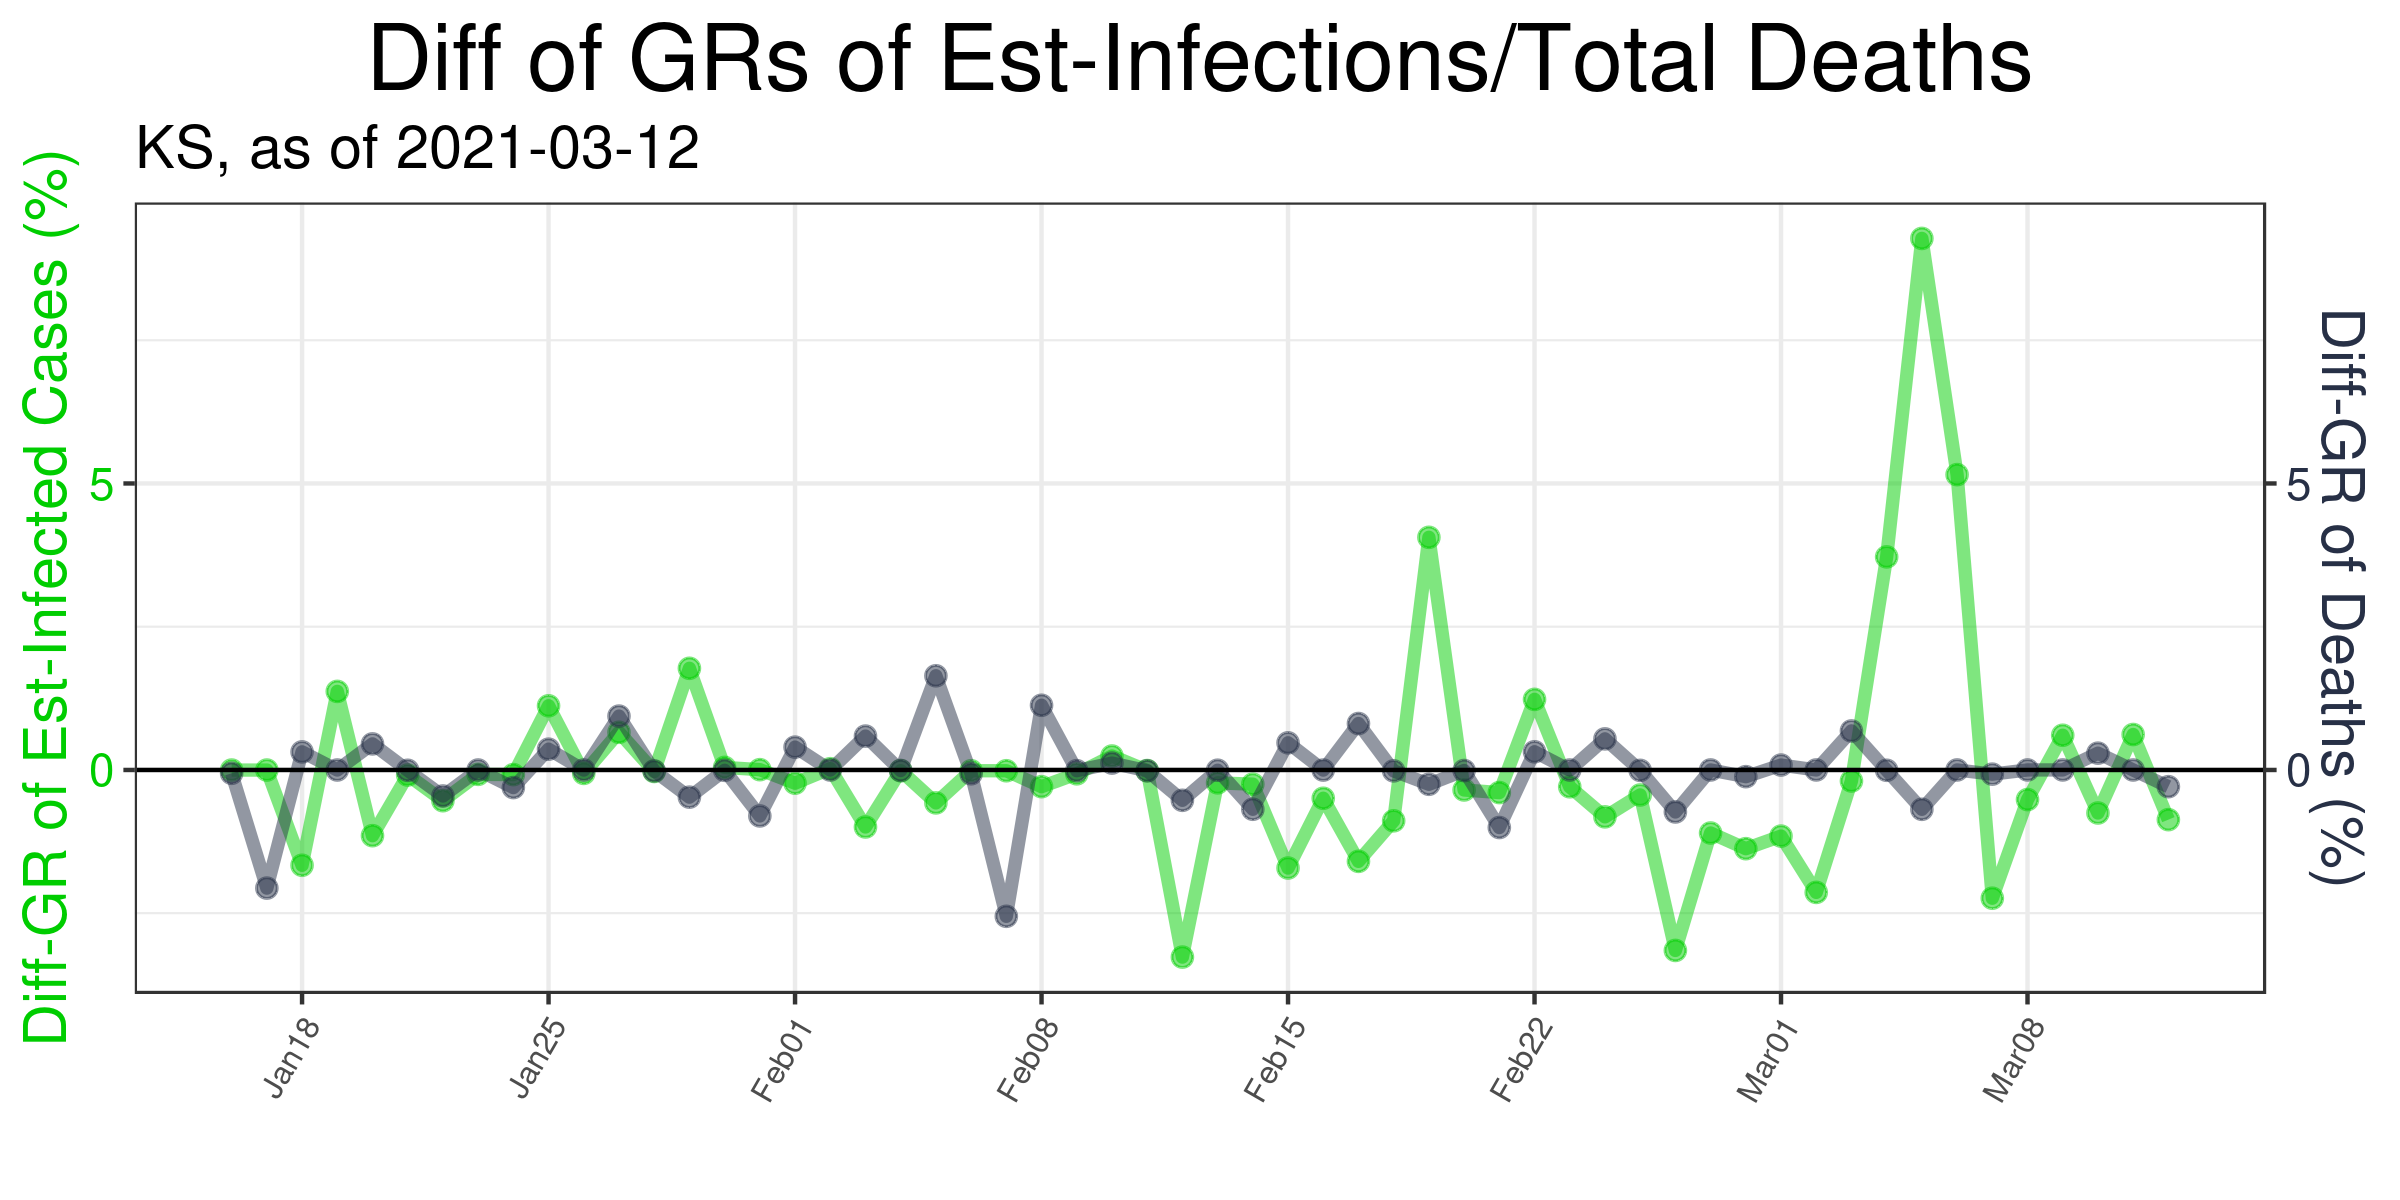 Diff of GRs of Est-Infections/Total Deaths
KS, as of 2021-03-12
Diff-GR of Est-Infected Cases (%)
5
0
5
0
Diff-GR of Deaths (%)
Jan18
Jan25
Feb01
Feb08
Feb15
Feb22
Mar01
Mar08